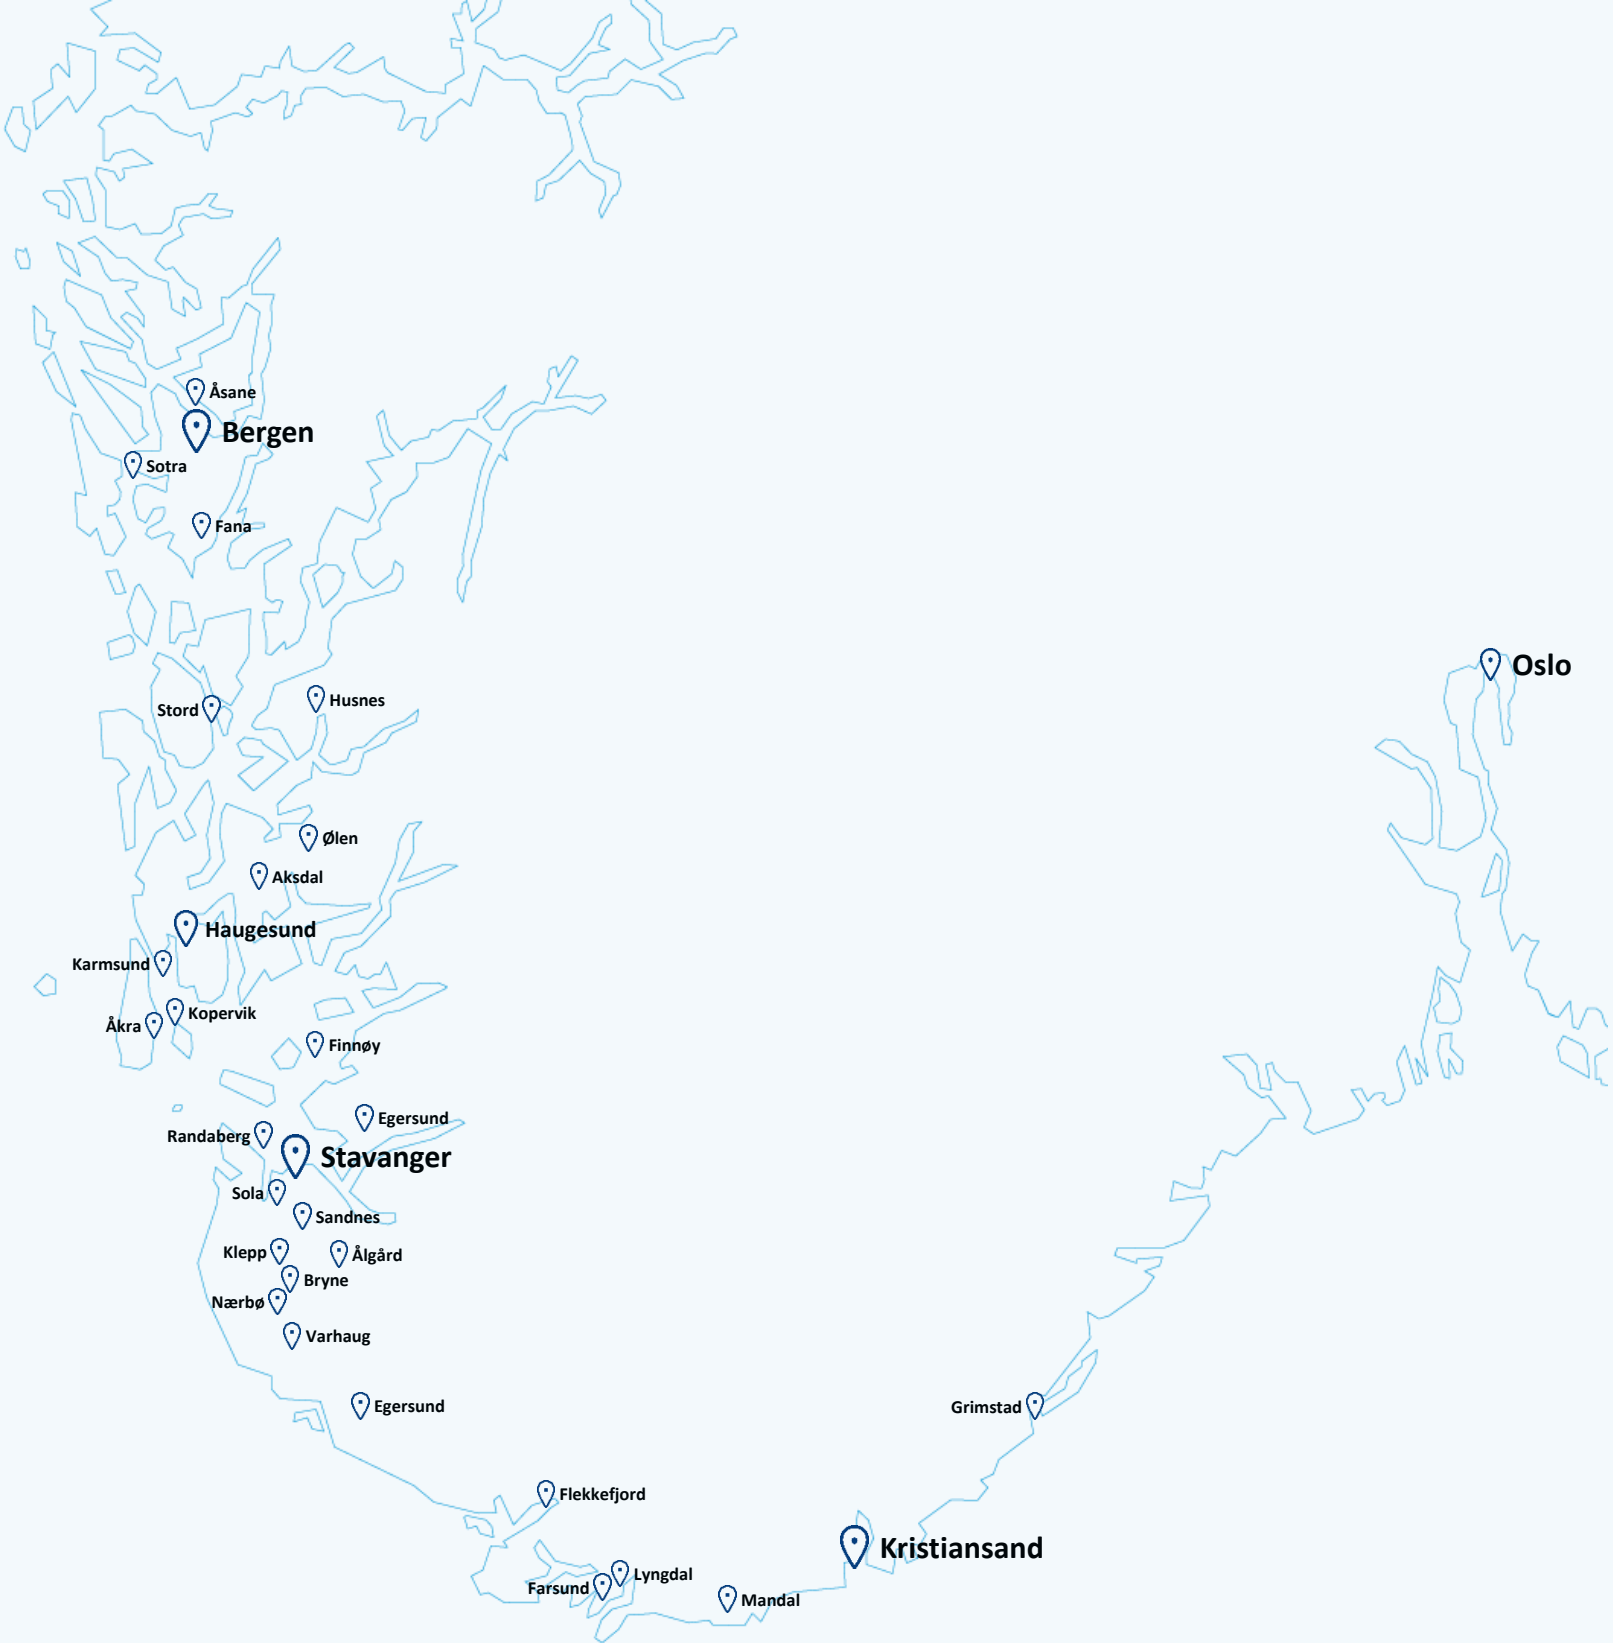 Åsane
Bergen
Sotra
Fana
Oslo
Husnes
Stord
Ølen
Aksdal
Haugesund
Karmsund
Kopervik
Åkra
Finnøy
Egersund
Randaberg
Stavanger
Sola
Sandnes
Klepp
Ålgård
Bryne
Nærbø
Varhaug
Egersund
Grimstad
Flekkefjord
Kristiansand
Lyngdal
Farsund
Mandal